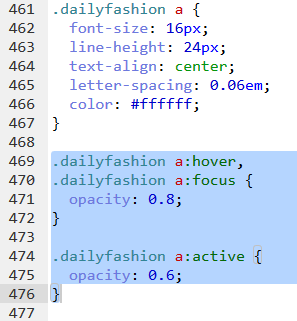 461 .dailyfashion a {
462   font-size: 16px;
463   line-height: 24px;
464   text-align: center;
465   letter-spacing: 0.06em;
466   color: #ffffff;
467 }
468
469 .dailyfashion a:hover,
470 .dailyfashion a:focus {
471   opacity: 0.8;
472 }
473
474 .dailyfashion a:active {
475   opacity: 0.6;
476 }
477